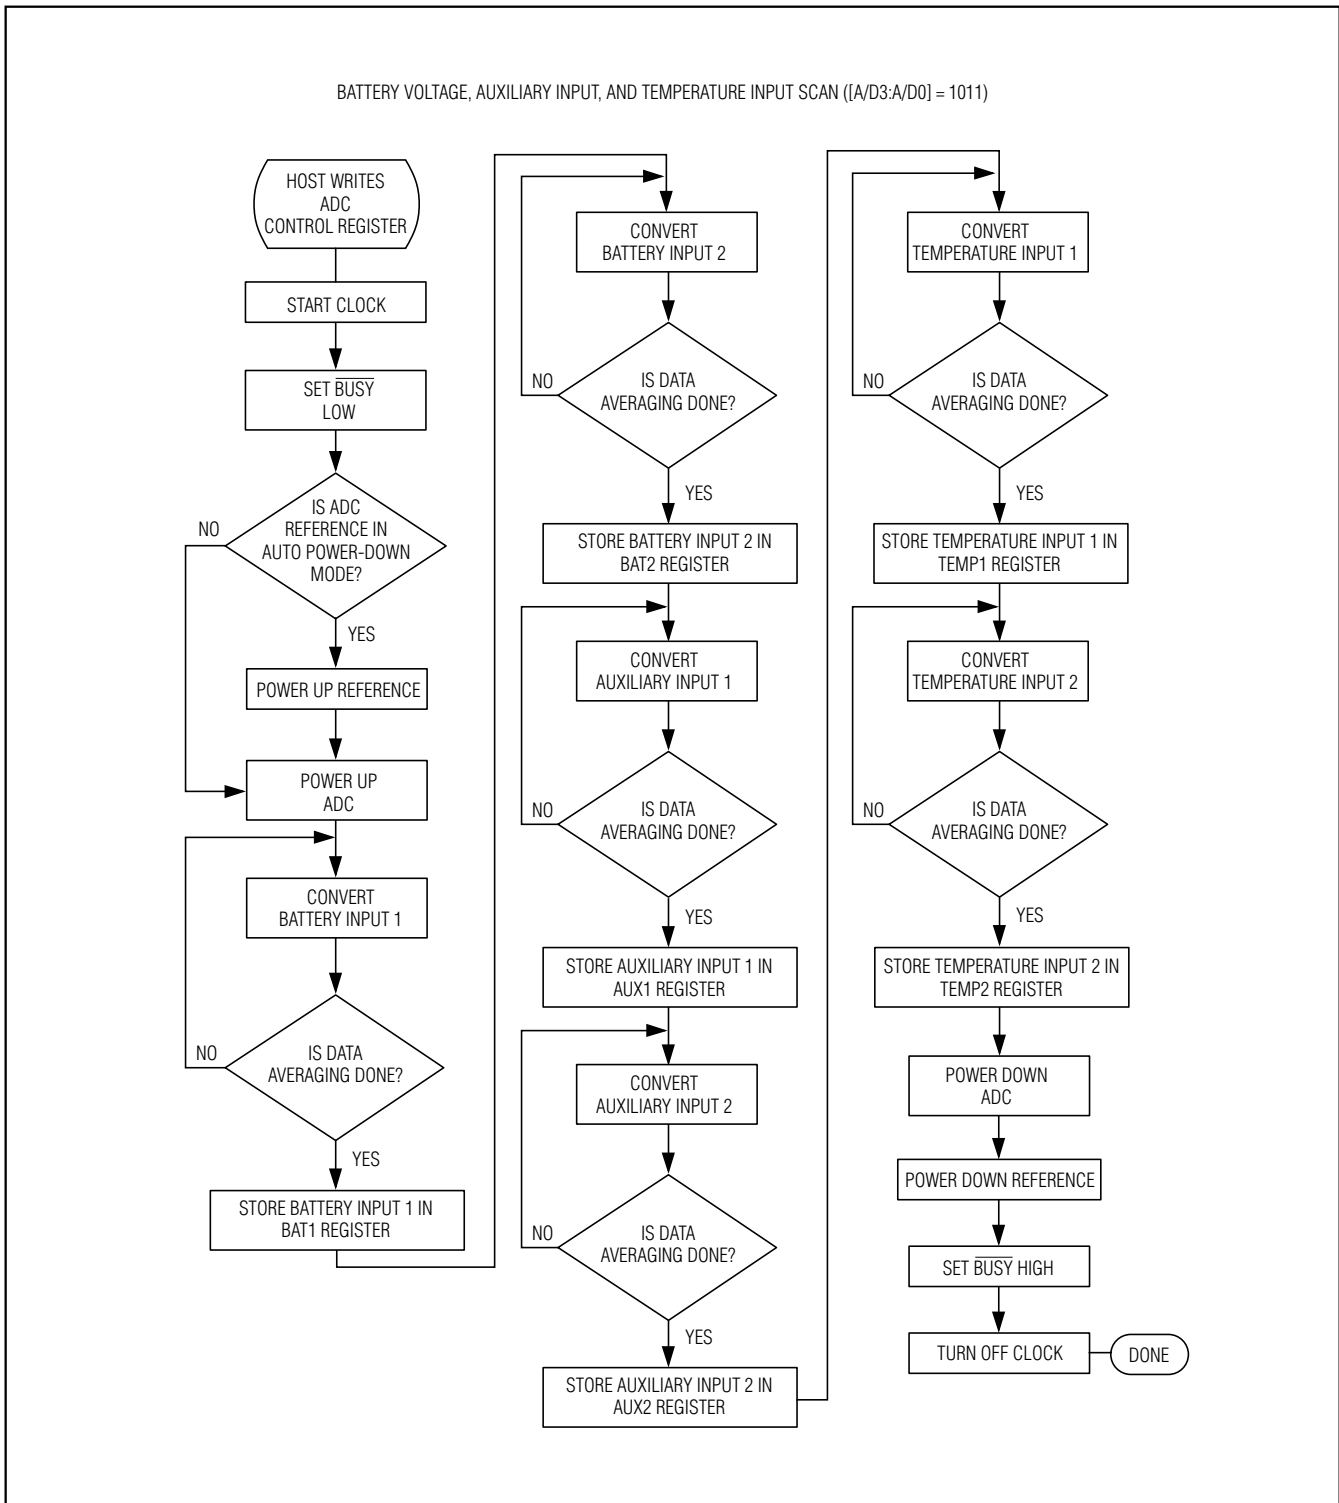 BATTERY VOLTAGE, AUXILIARY INPUT, AND TEMPERATURE INPUT SCAN ([A/D3:A/D0] = 1011)
HOST WRITES
ADC
CONTROL REGISTER
START CLOCK
SET BUSY
LOW
IS ADC
REFERENCE IN
AUTO POWER-DOWN
MODE?
NO
YES
POWER UP REFERENCE
POWER UP
ADC
CONVERT
BATTERY INPUT 1
IS DATA
AVERAGING DONE?
NO
YES
STORE BATTERY INPUT 1 IN
BAT1 REGISTER
CONVERT
BATTERY INPUT 2
IS DATA
AVERAGING DONE?
NO
YES
STORE BATTERY INPUT 2 IN
BAT2 REGISTER
CONVERT
AUXILIARY INPUT 1
IS DATA
AVERAGING DONE?
NO
YES
STORE AUXILIARY INPUT 1 IN
AUX1 REGISTER
CONVERT
AUXILIARY INPUT 2
IS DATA
AVERAGING DONE?
NO
YES
STORE AUXILIARY INPUT 2 IN
AUX2 REGISTER
CONVERT
TEMPERATURE INPUT 1
IS DATA
AVERAGING DONE?
NO
YES
STORE TEMPERATURE INPUT 1 IN
TEMP1 REGISTER
CONVERT
TEMPERATURE INPUT 2
IS DATA
AVERAGING DONE?
NO
YES
STORE TEMPERATURE INPUT 2 IN
TEMP2 REGISTER
POWER DOWN
ADC
POWER DOWN REFERENCE
SET BUSY HIGH
TURN OFF CLOCK
DONE